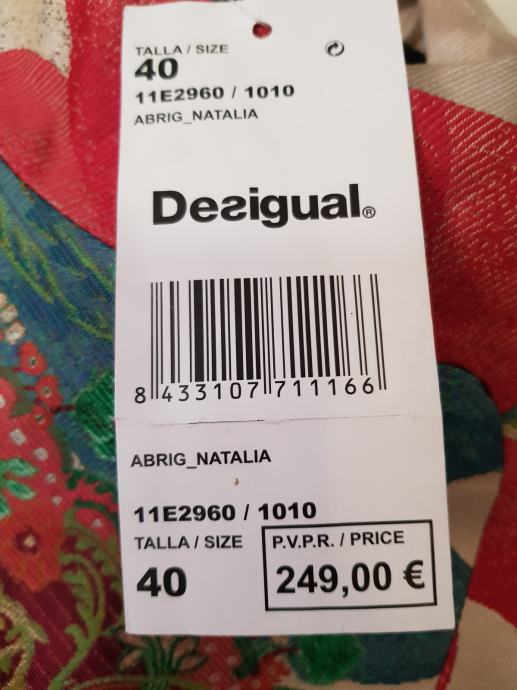 TALLA / SIZE
40
11E2960 / 1010
ABRIG_NATALIA
Desigual®
8 433107 711166
ABRIG_NATALIA
11E2960 / 1010
TALLA / SIZE
40
P.V.P.R. / PRICE
249,00 €